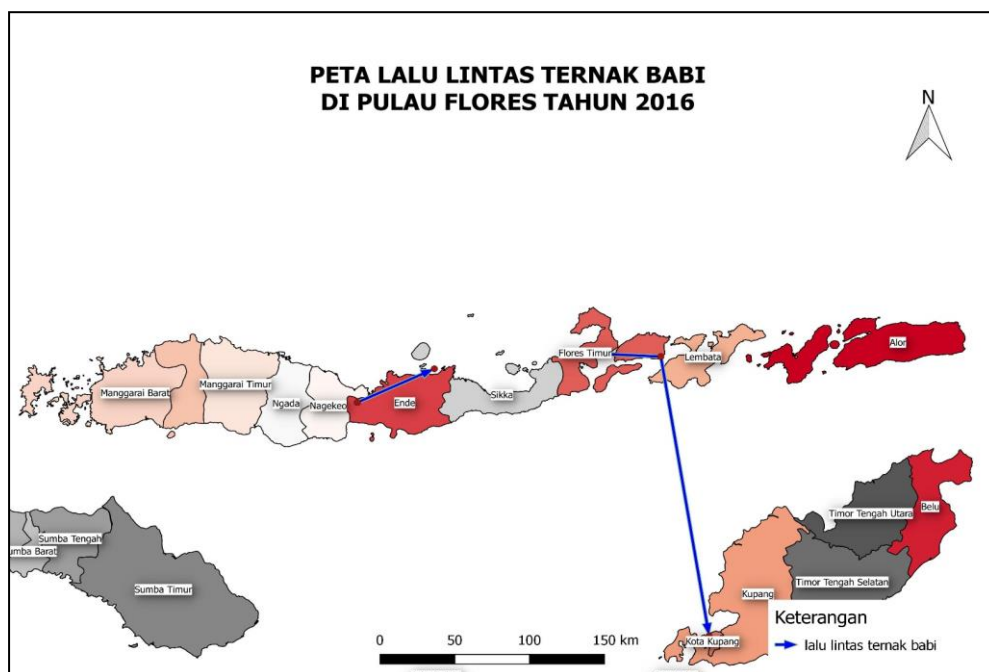 PETA LALU LINTAS TERNAK BABI
DI PULAU FLORES TAHUN 2016
N
Alor
Flores Timur
Lembata
Manggarai Timur
Manggarai Barat
Sikka
Ngada
Nagekeo
Ende
Belu
Timor Tengah Utara
Sumba Tengah
umba Barat
Timor Tengah Selatan
Sumba Timur
Kupang
Kota Kupang
Keterangan
lalu lintas ternak babi
0 50 100 150 km